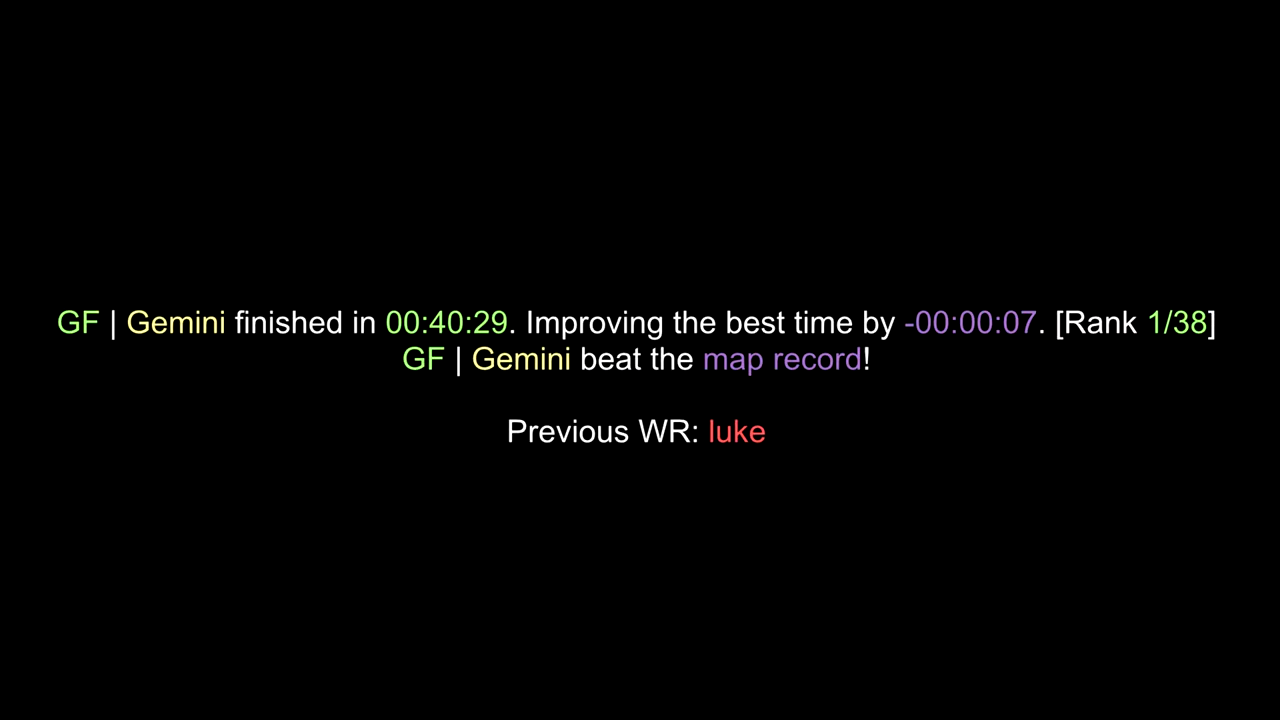 GF | Gemini finished in 00:40:29. Improving the best time by -00:00:07. [Rank 1/38]
GF | Gemini beat the map record!
Previous WR: luke